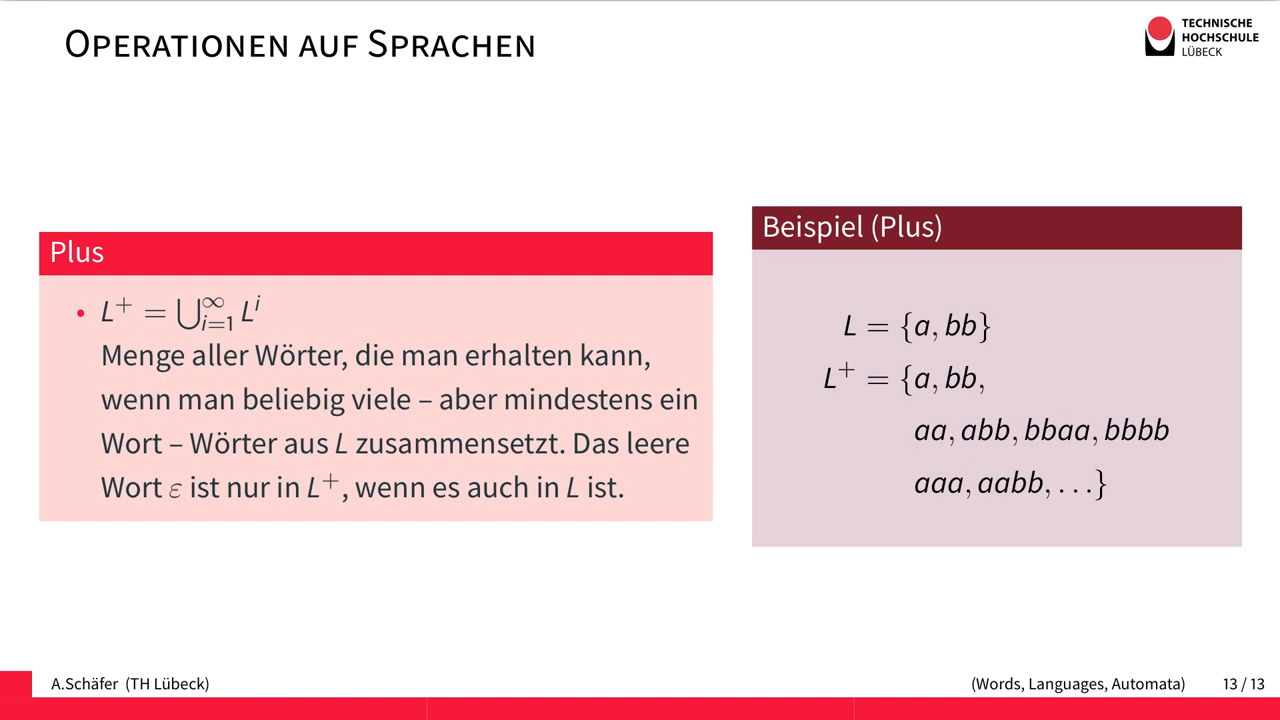 OPERATIONEN AUF SPRACHEN
TECHNISCHE
HOCHSCHULE
LÜBECK
Plus
• L⁺ = ⋃_{i=1}^{∞} Lⁱ
Menge aller Wörter, die man erhalten kann,
wenn man beliebig viele – aber mindestens ein
Wort – Wörter aus L zusammensetzt. Das leere
Wort ε ist nur in L⁺, wenn es auch in L ist.
Beispiel (Plus)
L = {a, bb}
L⁺ = {a, bb,
aa, abb, bbaa, bbbb
aaa, aabb, . . .}
A.Schäfer (TH Lübeck)
(Words, Languages, Automata)
13 / 13